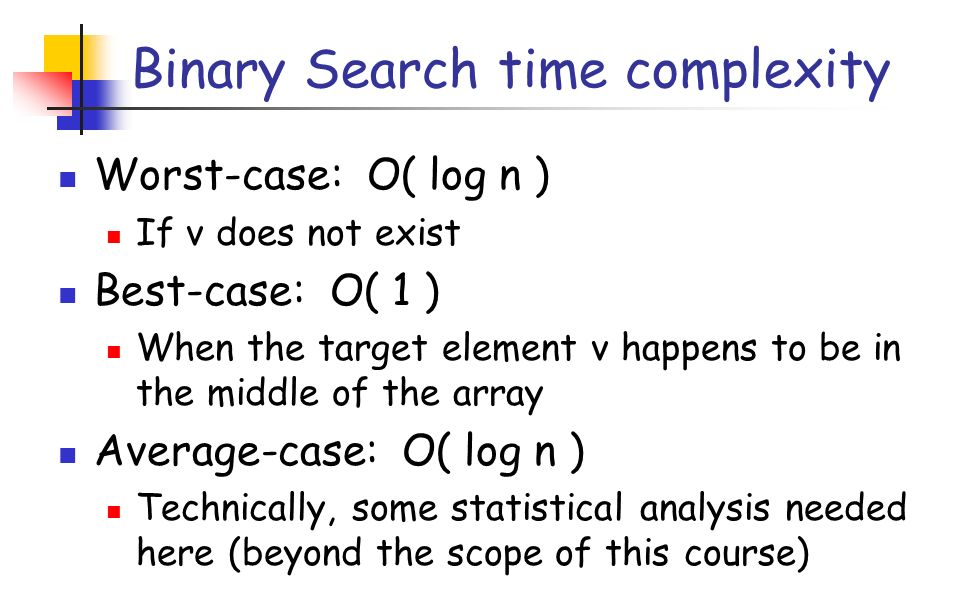 Binary Search time complexity
Worst-case: O( log n )
If v does not exist
Best-case: O( 1 )
When the target element v happens to be in
the middle of the array
Average-case: O( log n )
Technically, some statistical analysis needed
here (beyond the scope of this course)